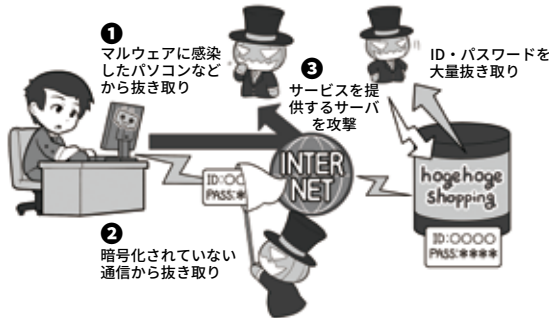 ❶
マルウェアに感染
したパソコンなど
から抜き取り
❸
サービスを提
供するサーバ
を攻撃
ID・パスワードを
大量抜き取り
INTER
NET
ID:〇〇
PASS:*
hogehoge
shopping
ID:〇〇〇〇
PASS:****
❷
暗号化されていない
通信から抜き取り